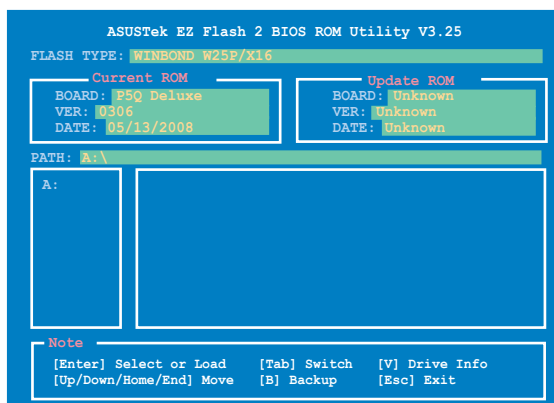 ASUSTek EZ Flash 2 BIOS ROM Utility V3.25
FLASH TYPE: WINBOND W25P/X16
Current ROM
BOARD: P5Q Deluxe
VER: 0306
DATE: 05/13/2008
Update ROM
BOARD: Unknown
VER: Unknown
DATE: Unknown
PATH: A:\
A:
Note
[Enter] Select or Load [Tab] Switch [V] Drive Info
[Up/Down/Home/End] Move [B] Backup [Esc] Exit